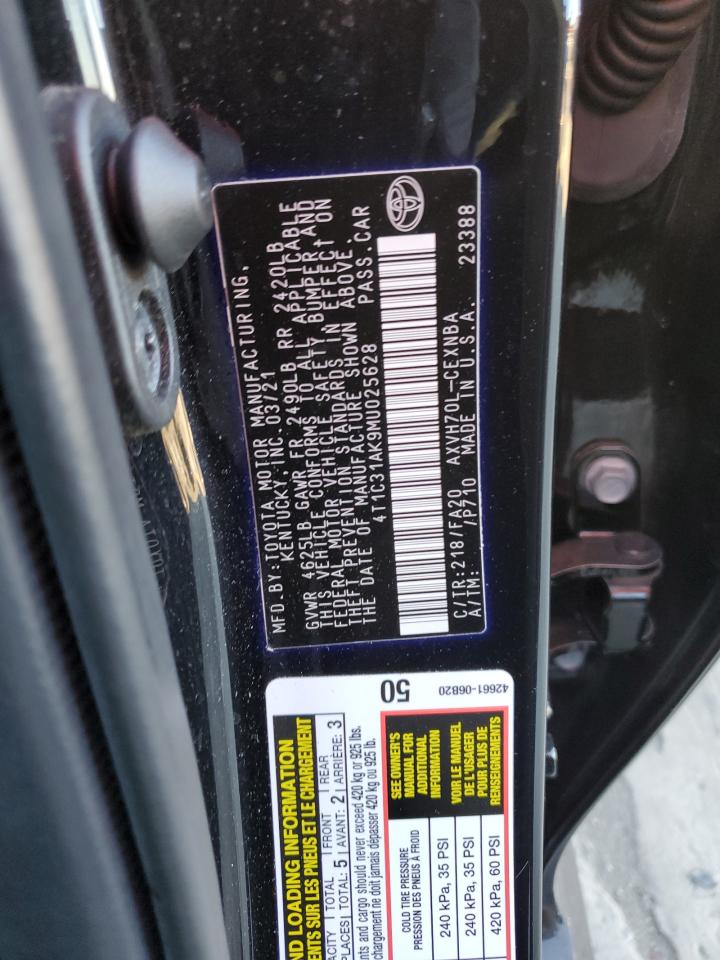 MFD.BY:TOYOTA MOTOR MANUFACTURING,
KENTUCKY,INC.03/21
GVWR 4625LB GAWR FR 2490LB RR 2420LB
THIS VEHICLE CONFORMS TO ALL APPLICABLE
FEDERAL MOTOR VEHICLE SAFETY BUMPER, AND
THEFT PREVENTION STANDARDS IN EFFECT ON
THE DATE OF MANUFACTURE SHOWN ABOVE.
4T1C31AK9MU025628 PASS.CAR
C/TR:218/FA20 AXVH70L-CEXNBA
A/TM: /P710 MADE IN U.S.A. 23388
50
42661-06B20
ND LOADING INFORMATION
ENTS SUR LES PNEUS ET LE CHARGEMENT
ACITY TOTAL FRONT REAR
PLACES TOTAL: 5 AVANT: 2 ARRIÈRE: 3
nts and cargo should never exceed 420 kg or 925 lbs.
chargement ne doit jamais dépasser 420 kg ou 925 lb.
COLD TIRE PRESSURE
PRESSION DES PNEUS À FROID
240 kPa, 35 PSI
240 kPa, 35 PSI
420 kPa, 60 PSI
SEE OWNER'S
MANUAL FOR
ADDITIONAL
INFORMATION
VOIR LE MANUEL
DE L'USAGER
POUR PLUS DE
RENSEIGNEMENTS